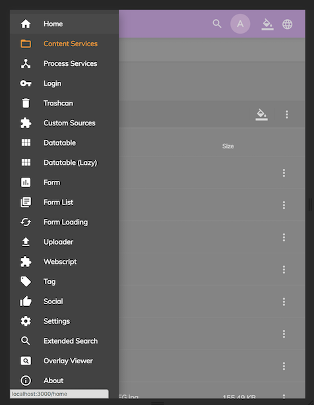 Home
A
Content Services
Process Services
Login
Trashcan
Custom Sources
Datatable
Size
Datatable (Lazy)
Form
Form List
Form Loading
Uploader
Webscript
Tag
Social
Settings
Extended Search
Overlay Viewer
About
localhost:3000/home
155.49 KB